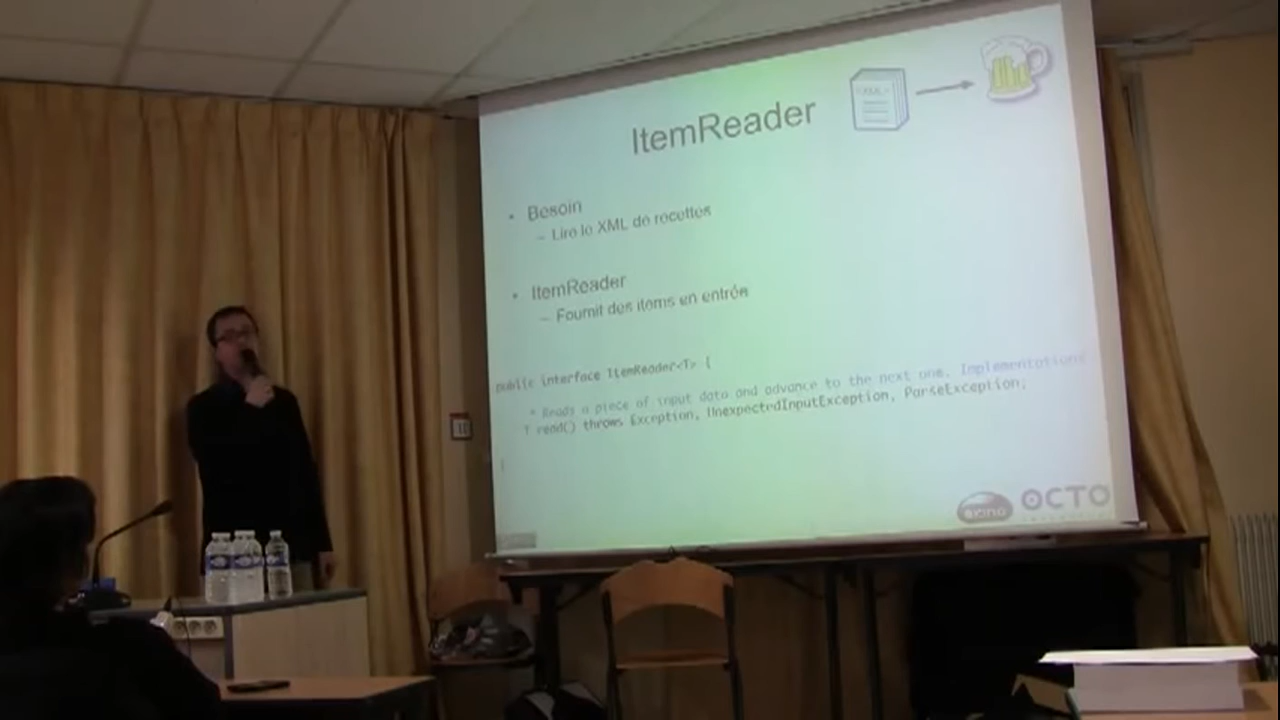 ItemReader
XML
• Besoin
– Lire le XML de recettes
• ItemReader
– Fournit des items en entrée
public interface ItemReader<T> {
* Reads a piece of input data and advance to the next one. Implementations
T read() throws Exception, UnexpectedInputException, ParseException;
OCTO